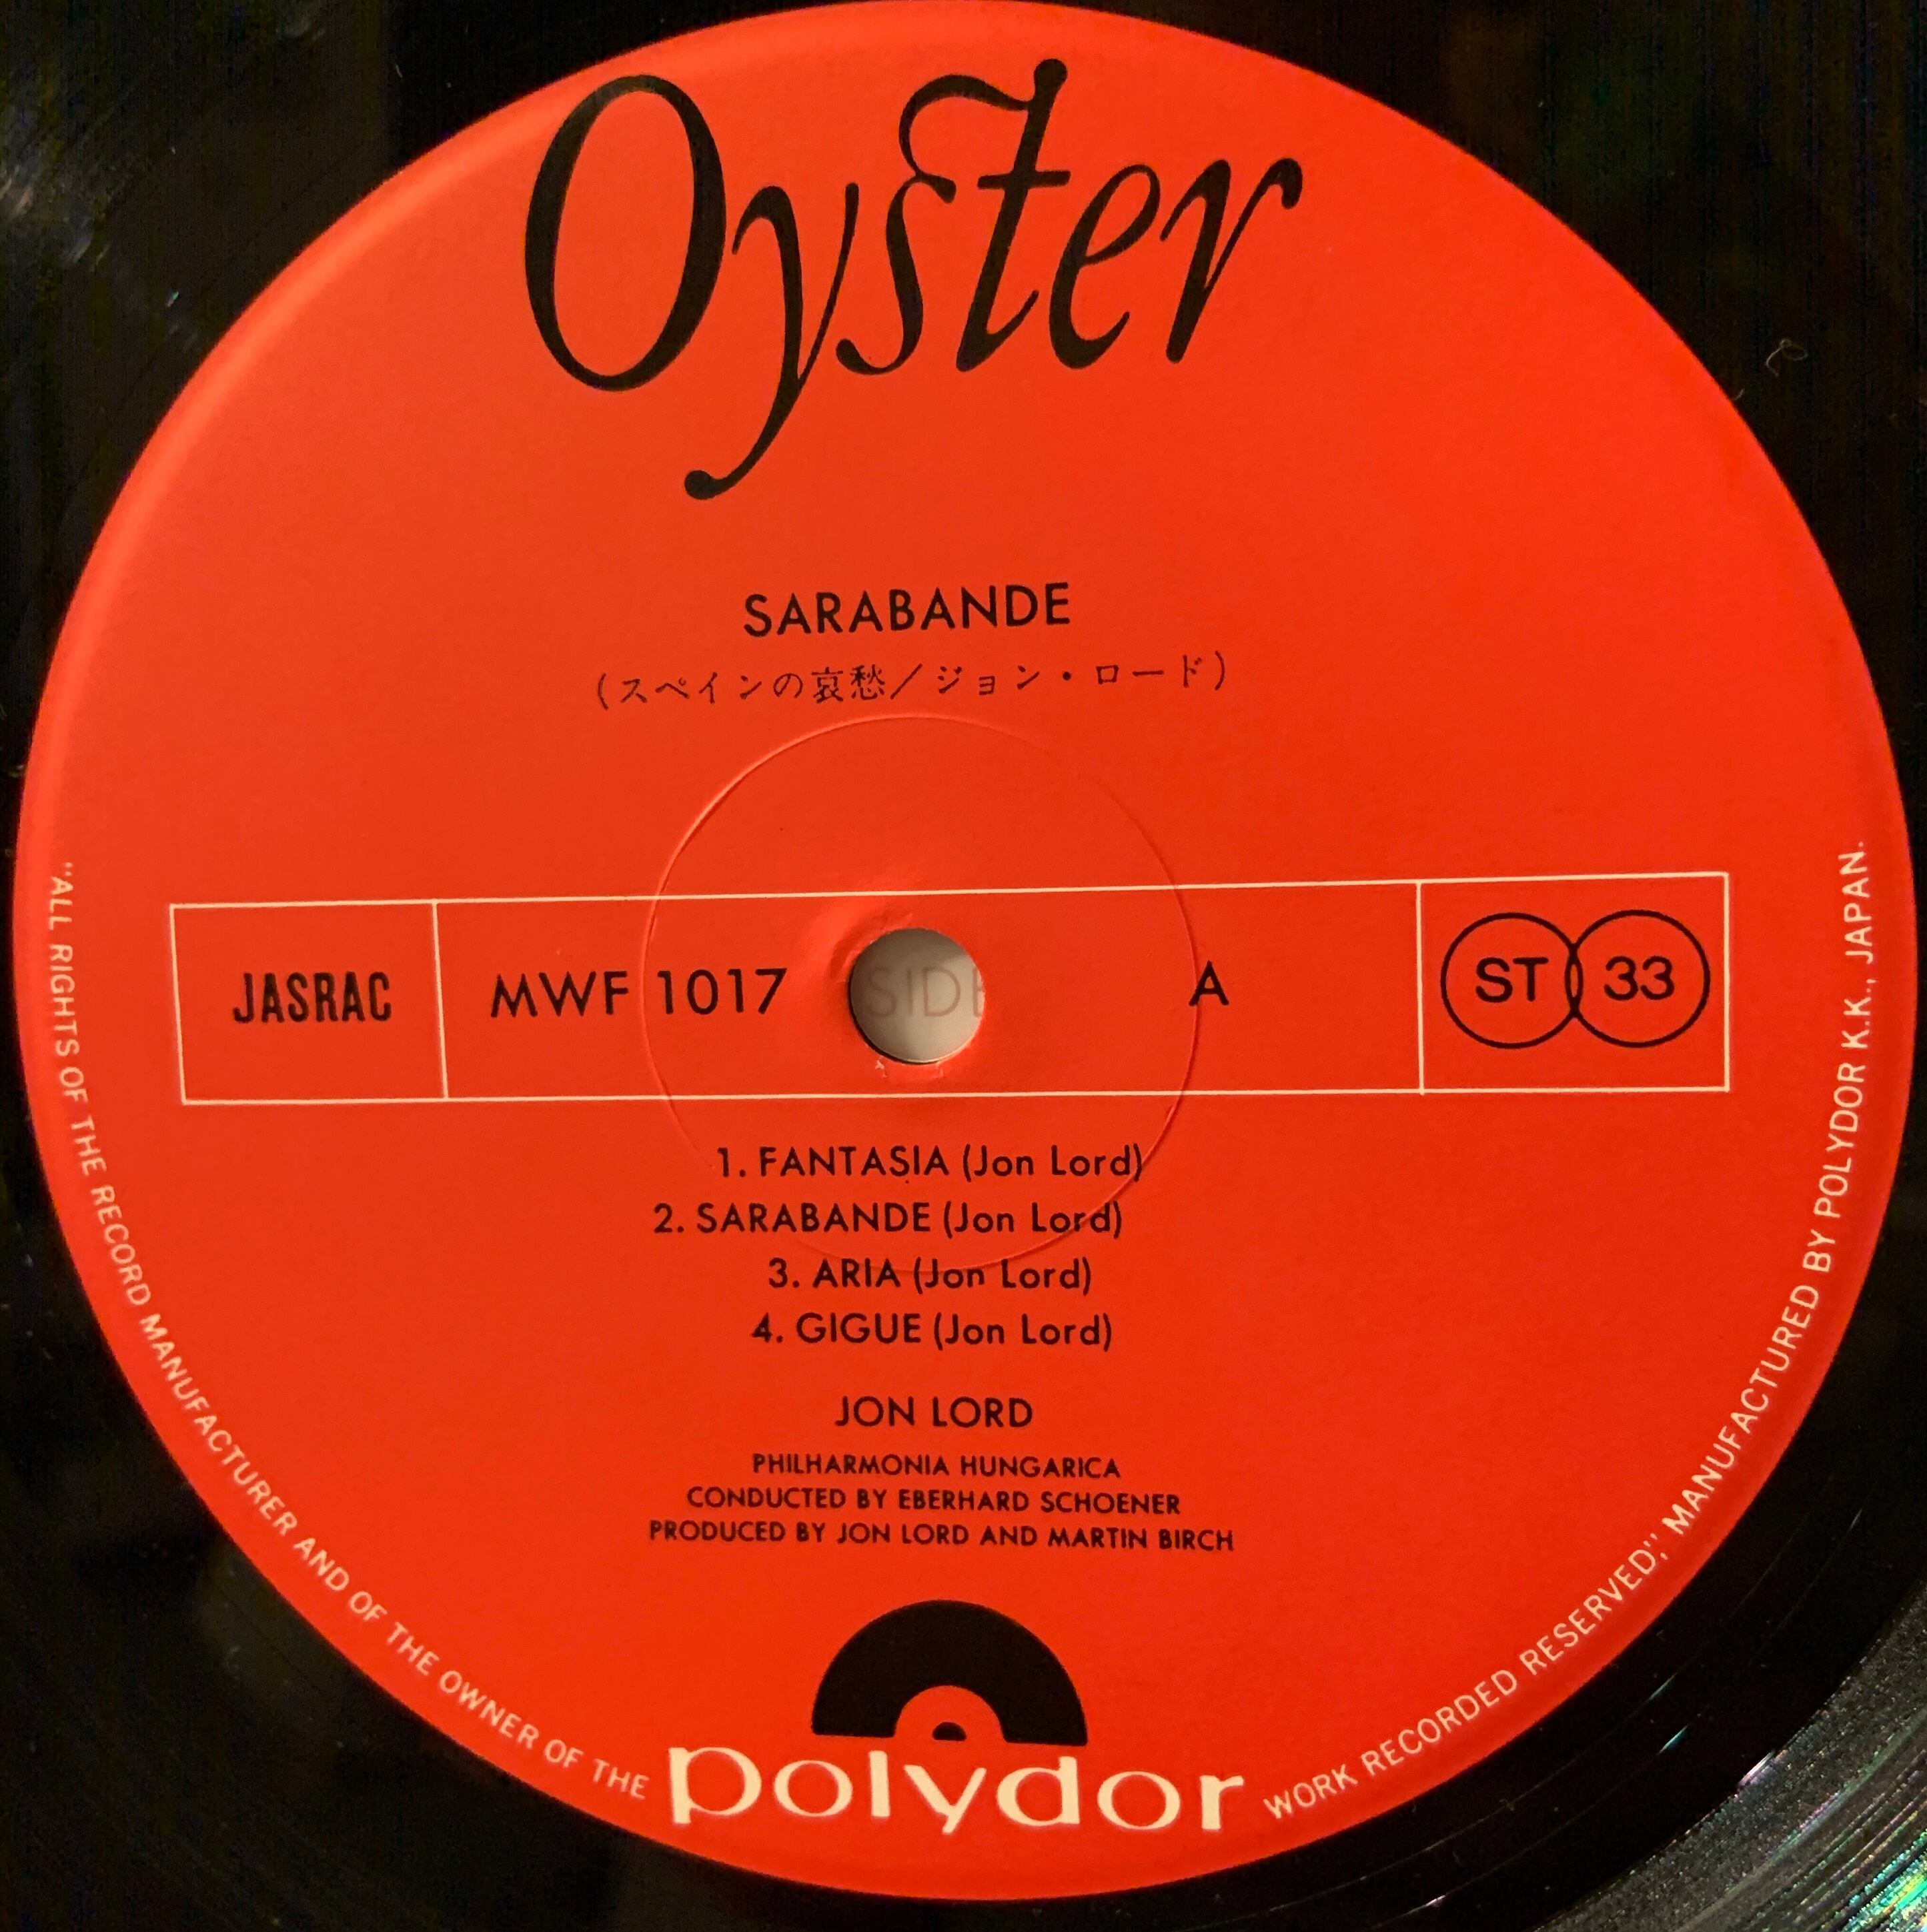 Oyster
SARABANDE
(スペインの哀愁/ジョン・ロード)
JASRAC
MWF 1017
SIDE
A
ST
33
1. FANTASIA (Jon Lord)
2. SARABANDE (Jon Lord)
3. ARIA (Jon Lord)
4. GIGUE (Jon Lord)
JON LORD
PHILHARMONIA HUNGARICA
CONDUCTED BY EBERHARD SCHOENER
PRODUCED BY JON LORD AND MARTIN BIRCH
polydor
"ALL RIGHTS OF THE RECORD MANUFACTURER AND OF THE OWNER OF THE WORK RECORDED RESERVED", MANUFACTURED BY POLYDOR K.K., JAPAN.